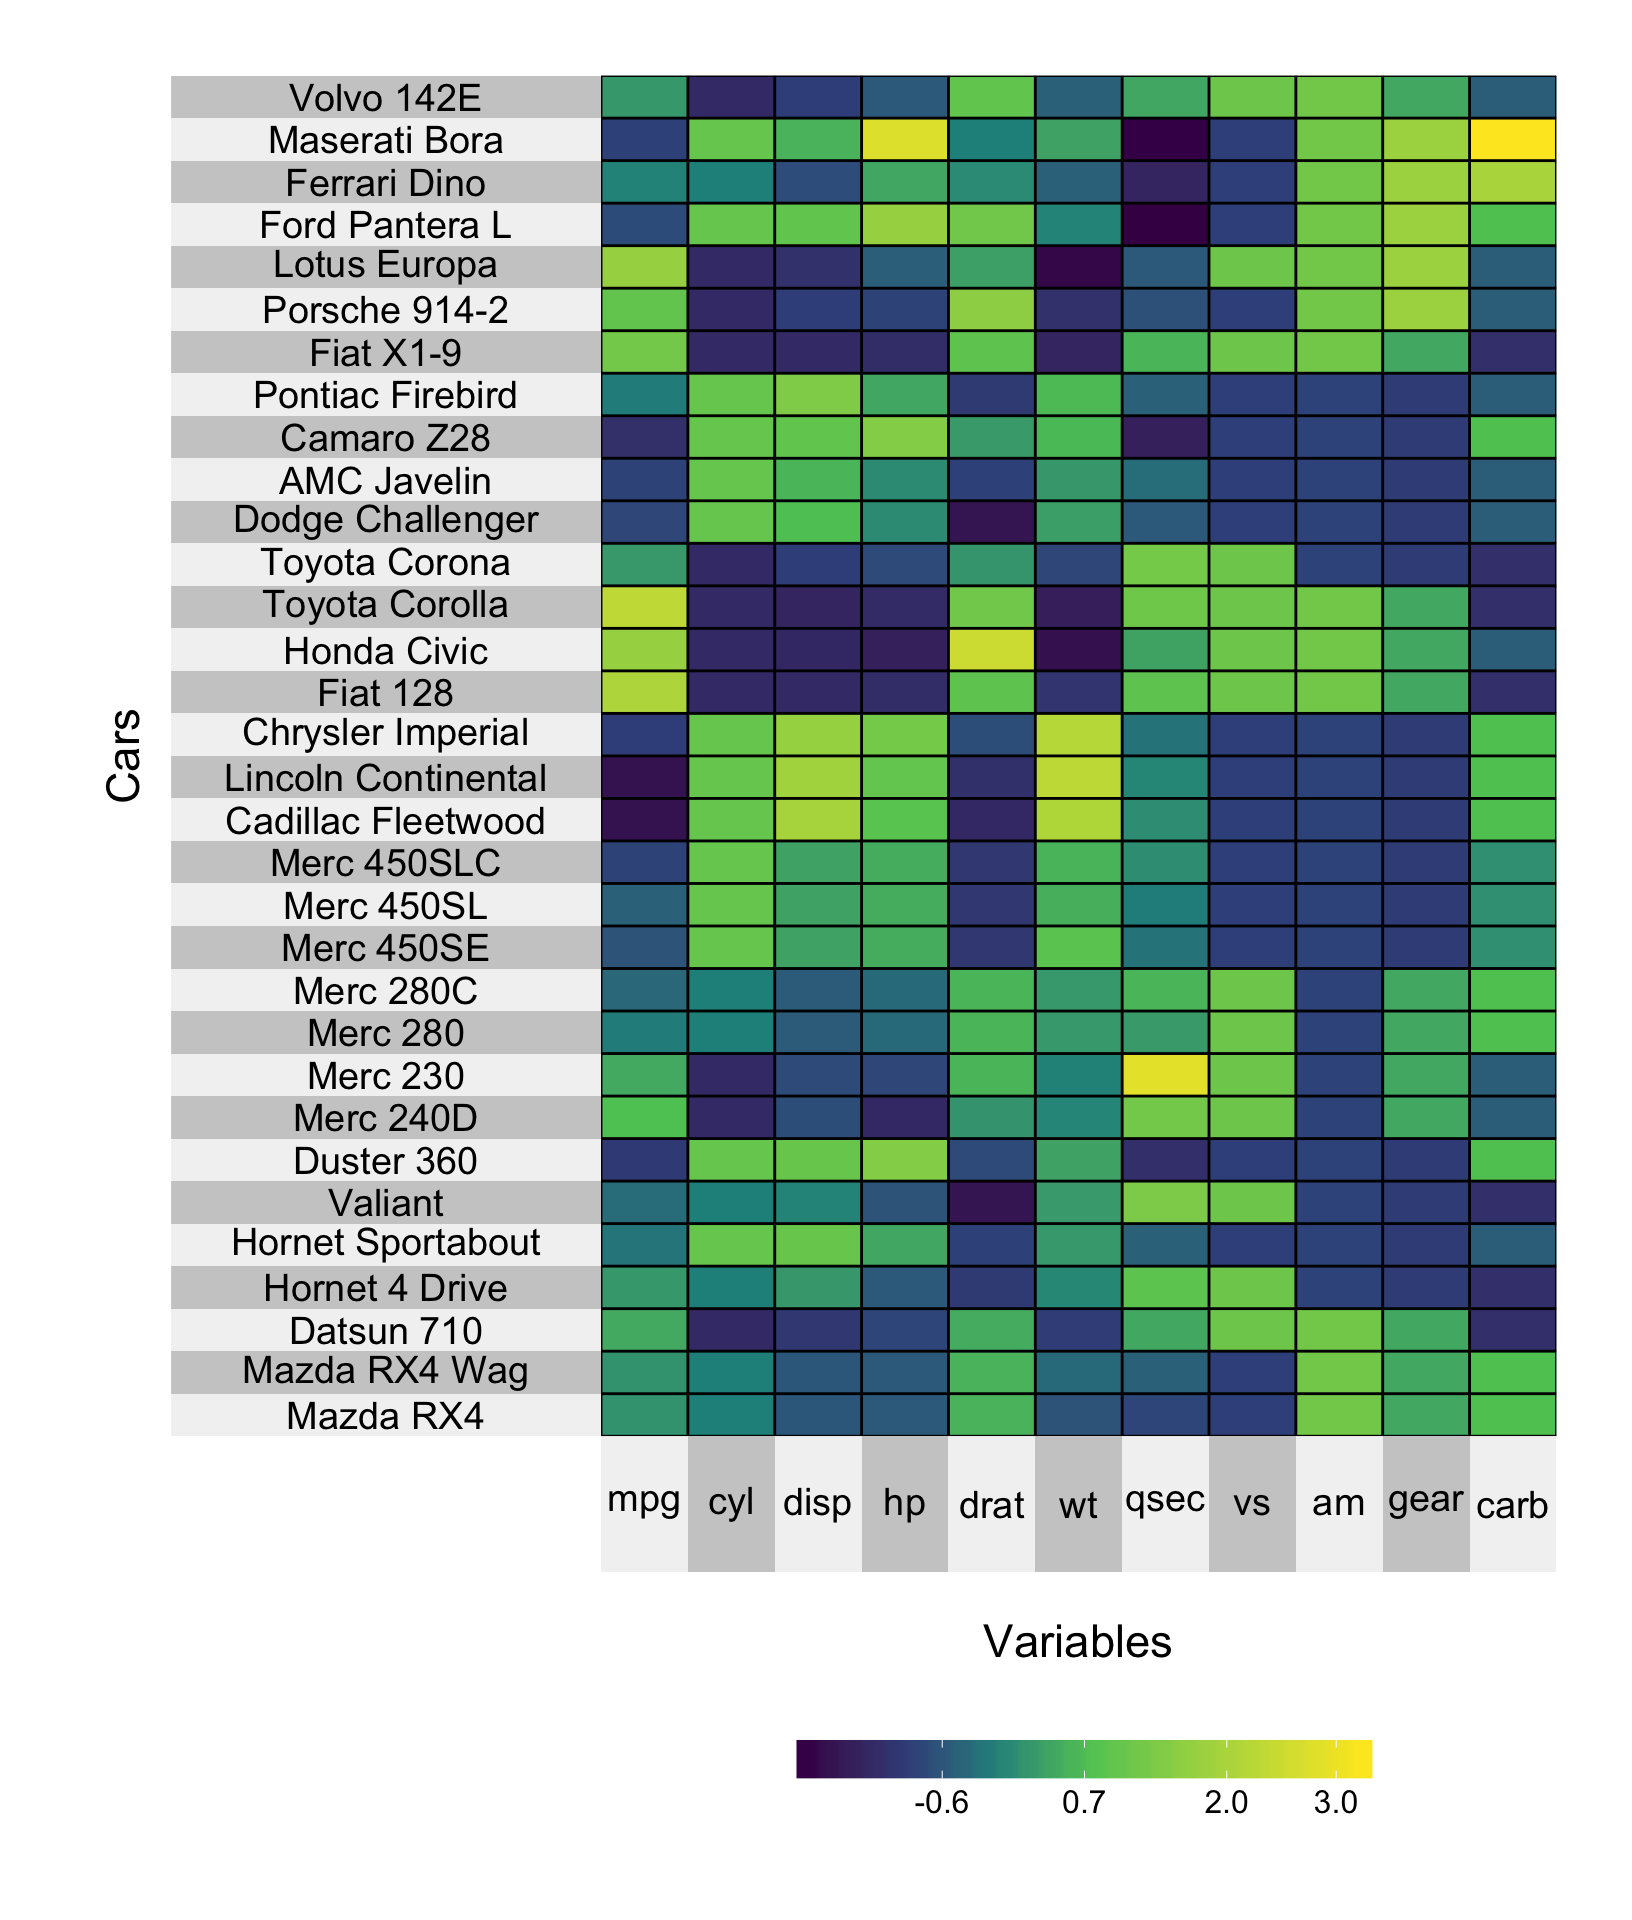 Volvo 142E
Maserati Bora
Ferrari Dino
Ford Pantera L
Lotus Europa
Porsche 914-2
Fiat X1-9
Pontiac Firebird
Camaro Z28
AMC Javelin
Dodge Challenger
Toyota Corona
Toyota Corolla
Honda Civic
Fiat 128
Chrysler Imperial
Lincoln Continental
Cadillac Fleetwood
Merc 450SLC
Merc 450SL
Merc 450SE
Merc 280C
Merc 280
Merc 230
Merc 240D
Duster 360
Valiant
Hornet Sportabout
Hornet 4 Drive
Datsun 710
Mazda RX4 Wag
Mazda RX4
Cars
mpg cyl disp hp drat wt qsec vs am gear carb
Variables
-0.6 0.7 2.0 3.0